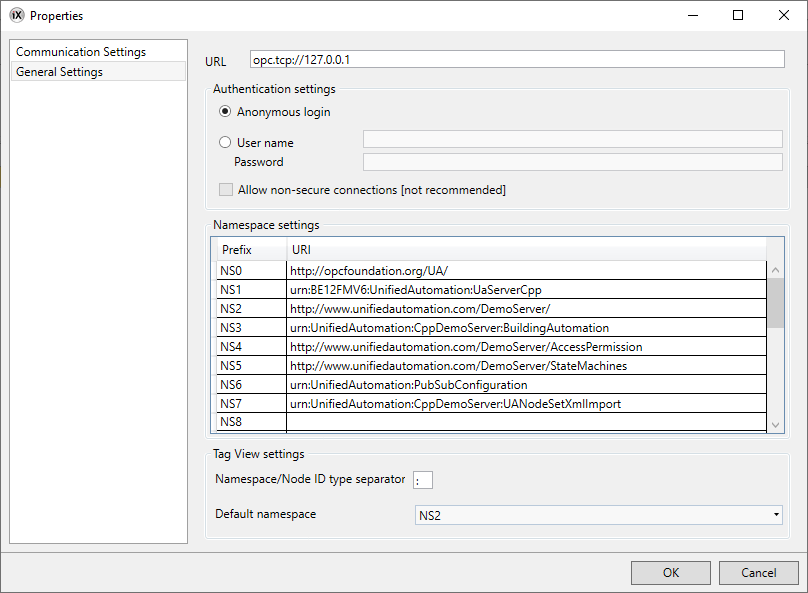 iX Properties
Communication Settings
General Settings
URL opc.tcp://127.0.0.1
Authentication settings
Anonymous login
User name
Password
Allow non-secure connections [not recommended]
Namespace settings
Prefix URI
NS0 http://opcfoundation.org/UA/
NS1 urn:BE12FMV6:UnifiedAutomation:UaServerCpp
NS2 http://www.unifiedautomation.com/DemoServer/
NS3 urn:UnifiedAutomation:CppDemoServer:BuildingAutomation
NS4 http://www.unifiedautomation.com/DemoServer/AccessPermission
NS5 http://www.unifiedautomation.com/DemoServer/StateMachines
NS6 urn:UnifiedAutomation:PubSubConfiguration
NS7 urn:UnifiedAutomation:CppDemoServer:UANodeSetXmlImport
NS8
Tag View settings
Namespace/Node ID type separator :
Default namespace NS2
OK Cancel